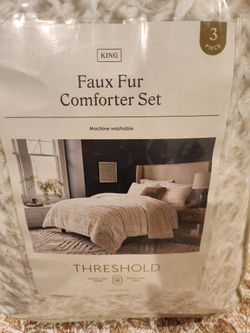 KING
3
PIECE
Faux Fur
Comforter Set
Machine washable
THRESHOLD